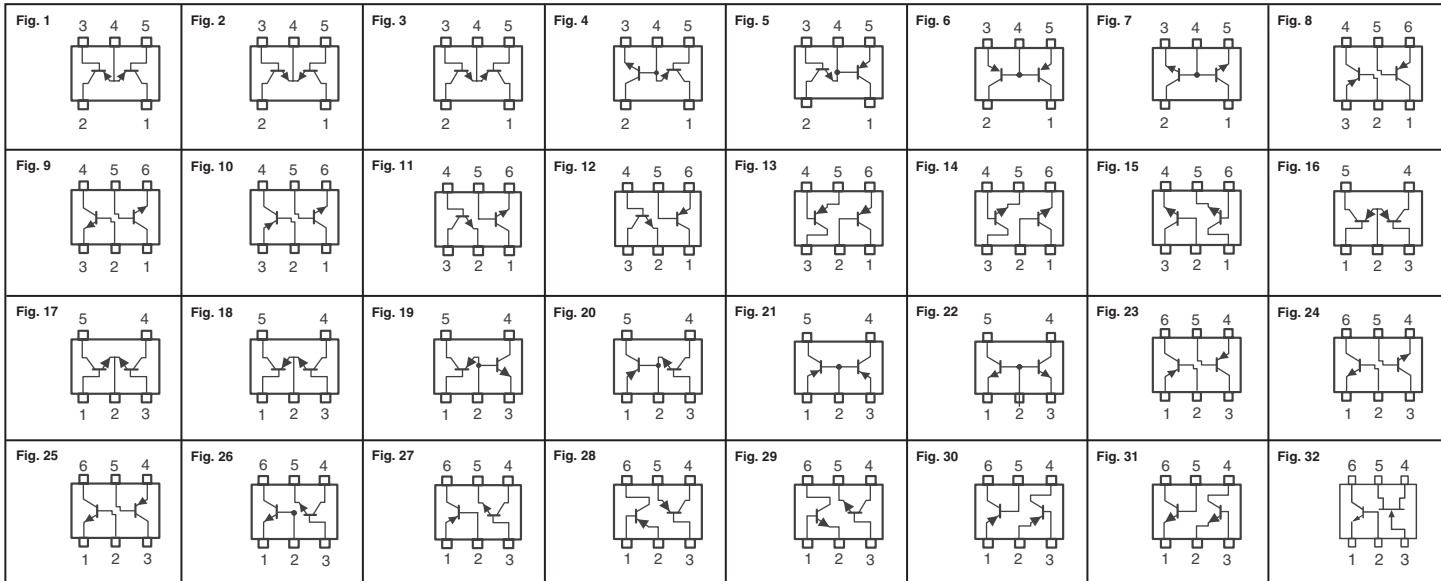 Fig. 1 Fig. 2 Fig. 3 Fig. 4 Fig. 5 Fig. 6 Fig. 7 Fig. 8
3 4 5 3 4 5 3 4 5 3 4 5 3 4 5 3 4 5 3 4 5 4 5 6
2 1 2 1 2 1 2 1 2 1 2 1 2 1 3 2 1
Fig. 9 Fig. 10 Fig. 11 Fig. 12 Fig. 13 Fig. 14 Fig. 15 Fig. 16
4 5 6 4 5 6 4 5 6 4 5 6 4 5 6 4 5 6 4 5 6 5 4
3 2 1 3 2 1 3 2 1 3 2 1 3 2 1 3 2 1 3 2 1 1 2 3
Fig. 17 Fig. 18 Fig. 19 Fig. 20 Fig. 21 Fig. 22 Fig. 23 Fig. 24
5 4 5 4 5 4 5 4 5 4 5 4 6 5 4 6 5 4
1 2 3 1 2 3 1 2 3 1 2 3 1 2 3 1 2 3 1 2 3 1 2 3
Fig. 25 Fig. 26 Fig. 27 Fig. 28 Fig. 29 Fig. 30 Fig. 31 Fig. 32
6 5 4 6 5 4 6 5 4 6 5 4 6 5 4 6 5 4 6 5 4 6 5 4
1 2 3 1 2 3 1 2 3 1 2 3 1 2 3 1 2 3 1 2 3 1 2 3